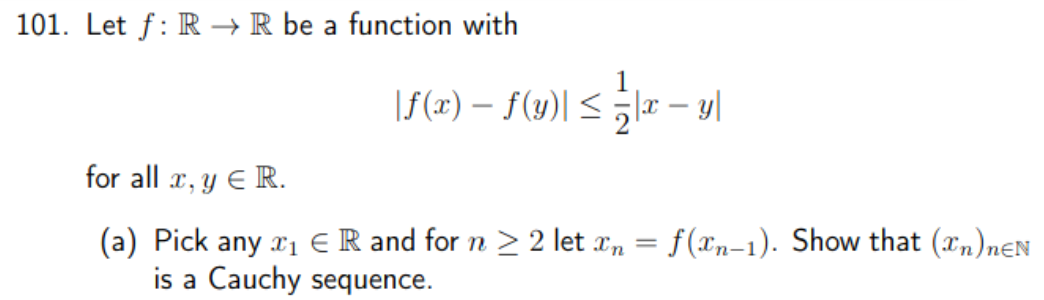 101. Let f: ℝ → ℝ be a function with
|f(x) − f(y)| ≤ 1/2|x − y|
for all x, y ∈ ℝ.
(a) Pick any x₁ ∈ ℝ and for n ≥ 2 let xₙ = f(xₙ₋₁). Show that (xₙ)ₙ∈ℕ
is a Cauchy sequence.